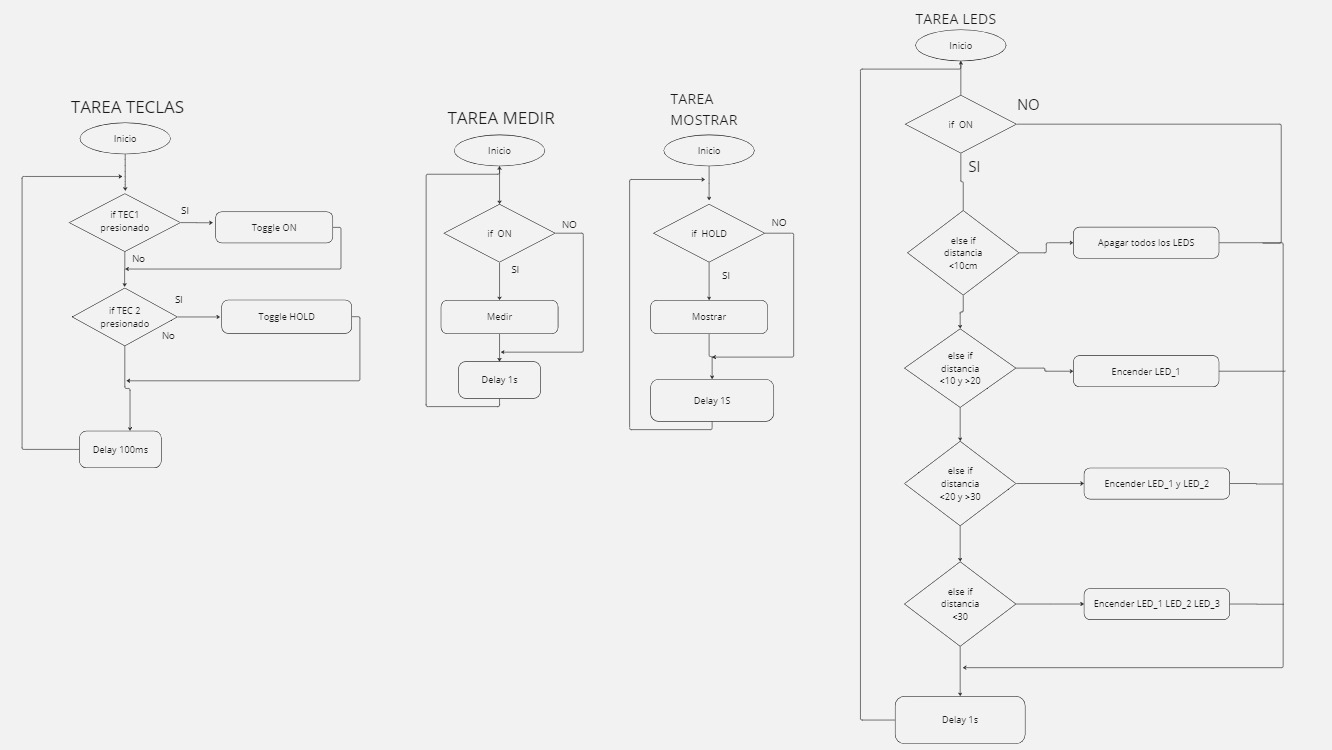 TAREA TECLAS
Inicio
if TEC1
presionado
SI
Toggle ON
No
if TEC 2
presionado
SI
Toggle HOLD
No
Delay 100ms
TAREA MEDIR
Inicio
if ON
NO
SI
Medir
Delay 1s
TAREA
MOSTRAR
Inicio
if HOLD
NO
SI
Mostrar
Delay 1S
TAREA LEDS
Inicio
if ON
NO
SI
else if
distancia
<10cm
Apagar todos los LEDS
else if
distancia
<10 y >20
Encender LED_1
else if
distancia
<20 y >30
Encender LED_1 y LED_2
else if
distancia
<30
Encender LED_1 LED_2 LED_3
Delay 1s